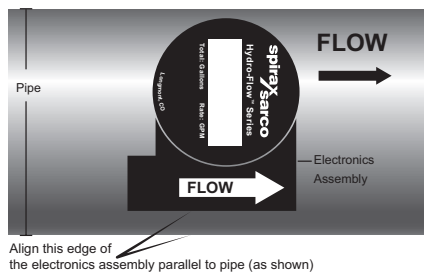 FLOW
Pipe
spirax
sarco
Hydro-Flow™ Series
Total: Gallons Rate: GPM
Longmont, CO
Electronics
Assembly
FLOW
Align this edge of
the electronics assembly parallel to pipe (as shown)